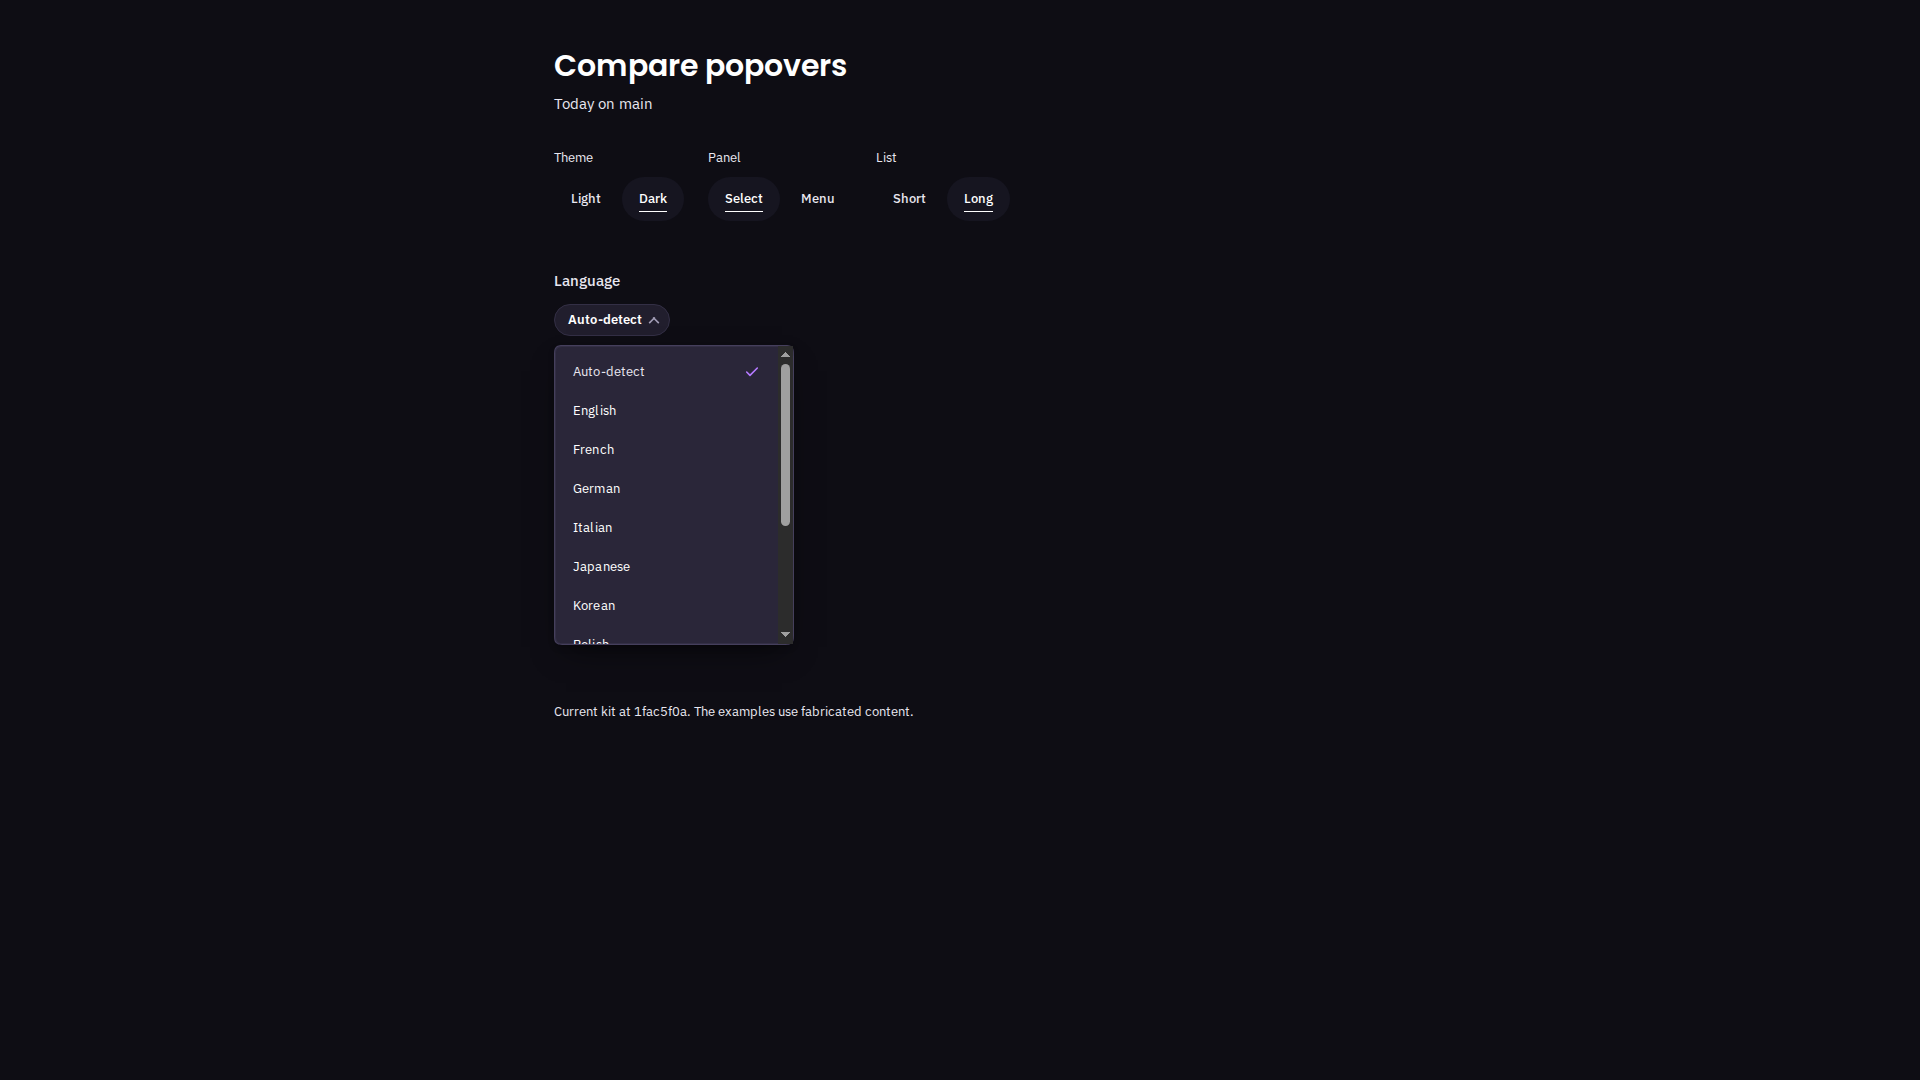 Compare popovers
Today on main
Theme
Panel
List
Light
Dark
Select
Menu
Short
Long
Language
Auto-detect
Auto-detect
English
French
German
Italian
Japanese
Korean
Polish
Current kit at 1fac5f0a. The examples use fabricated content.